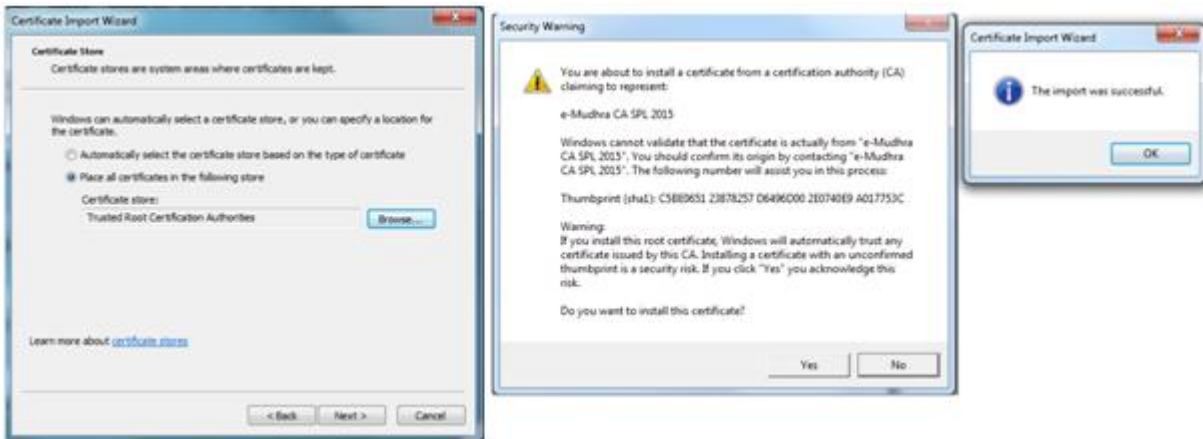 Certificate Import Wizard
Certificate Store
Certificate stores are system areas where certificates are kept.
Windows can automatically select a certificate store, or you can specify a location for
the certificate.
Automatically select the certificate store based on the type of certificate
Place all certificates in the following store
Certificate store:
Trusted Root Certification Authorities
Browse...
Learn more about certificate stores
< Back
Next >
Cancel
Security Warning
You are about to install a certificate from a certification authority (CA)
claiming to represent:
e-Mudhra CA SPL 2015
Windows cannot validate that the certificate is actually from "e-Mudhra
CA SPL 2015". You should confirm its origin by contacting "e-Mudhra
CA SPL 2015". The following number will assist you in this process:
Thumbprint (sha1):
Warning:
If you install this root certificate, Windows will automatically trust any
certificate issued by this CA. Installing a certificate with an unconfirmed
thumbprint is a security risk. If you click "Yes" you acknowledge this
risk.
Do you want to install this certificate?
Yes
No
Certificate Import Wizard
The import was successful.
OK